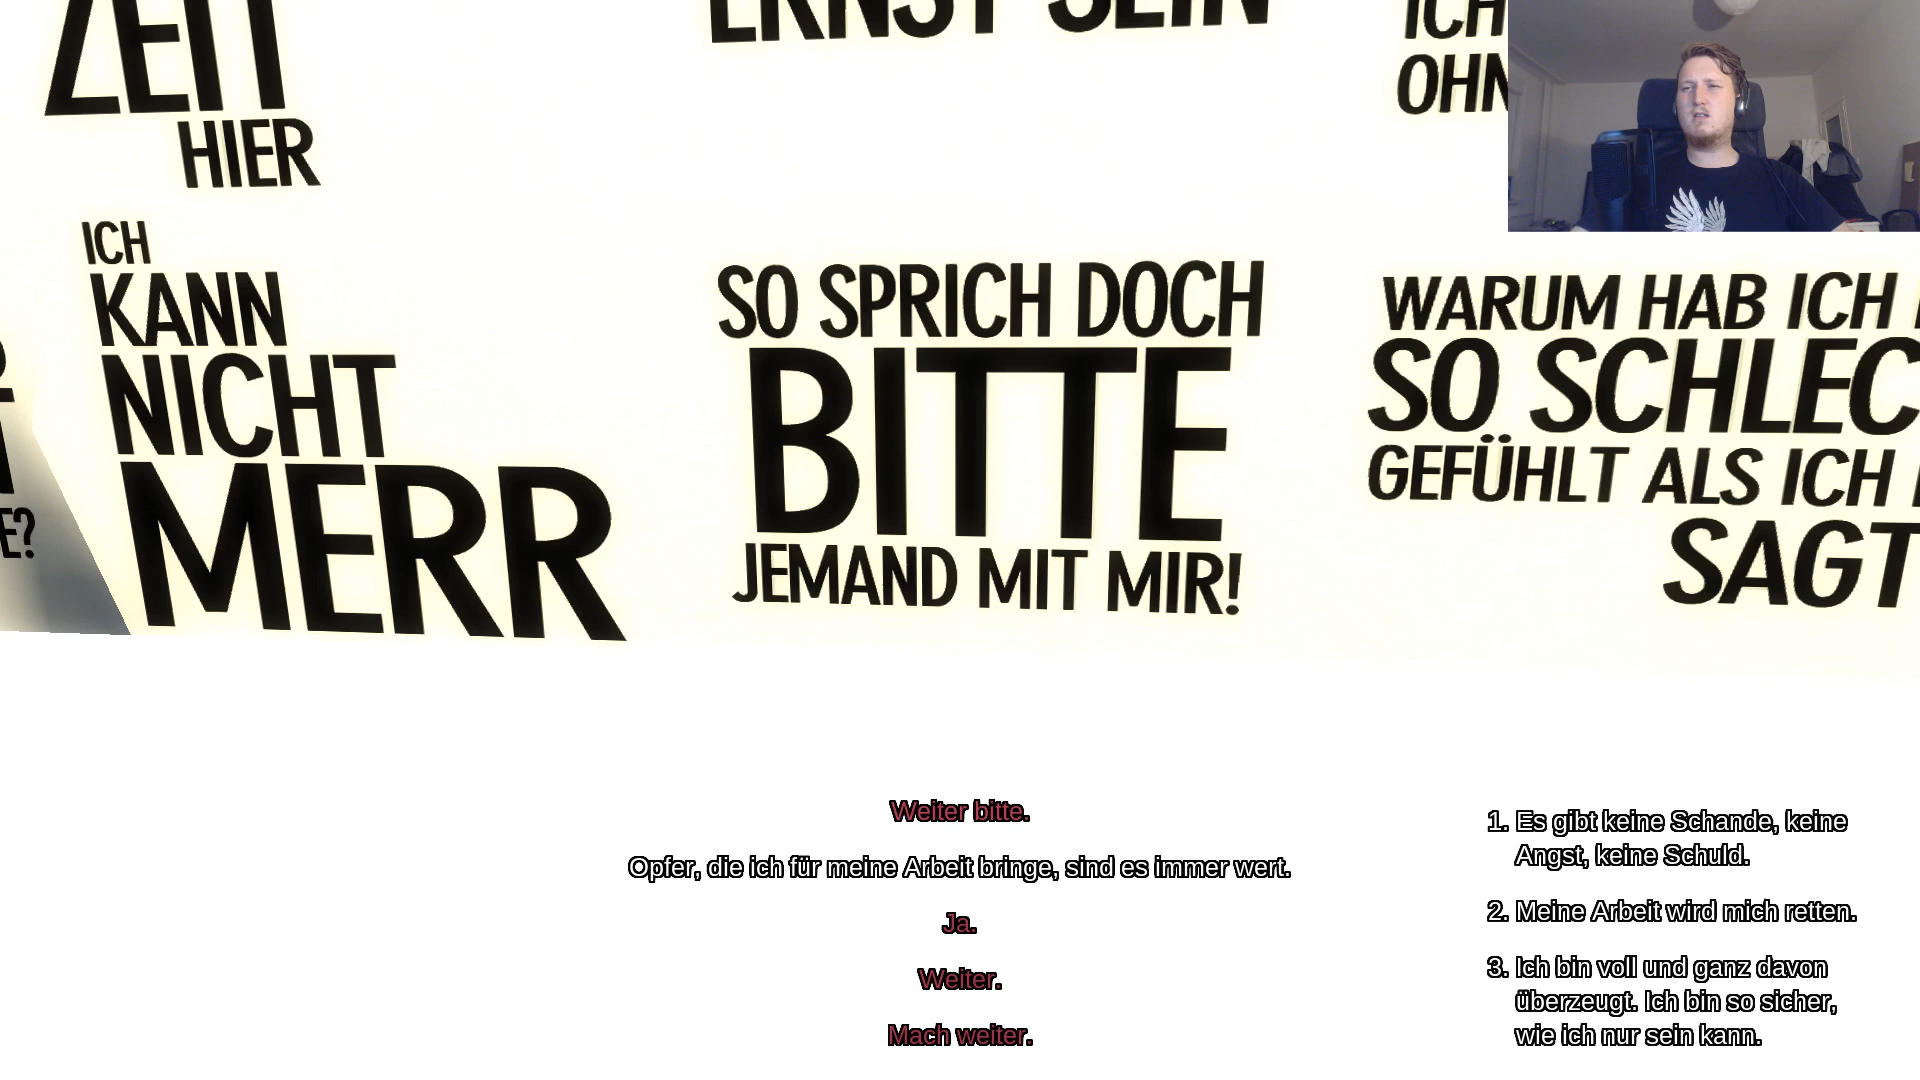 ZEIT
HIER
ERNST SEIN
ICH
OHN
ICH
KANN
NICHT
MERR
E?
SO SPRICH DOCH
BITTE
JEMAND MIT MIR!
WARUM HAB ICH
SO SCHLEC
GEFÜHLT ALS ICH
SAGT
Weiter bitte.
Opfer, die ich für meine Arbeit bringe, sind es immer wert.
Ja.
Weiter.
Mach weiter.
1. Es gibt keine Schande, keine
Angst, keine Schuld.
2. Meine Arbeit wird mich retten.
3. Ich bin voll und ganz davon
überzeugt. Ich bin so sicher,
wie ich nur sein kann.